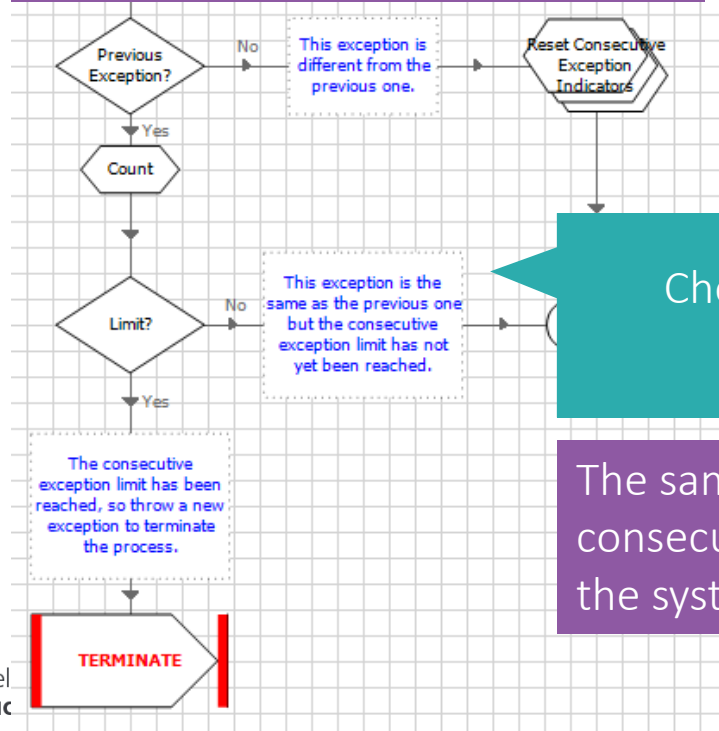 Previous
Exception?
No
This exception is
different from the
previous one.
Reset Consecutive
Exception
Indicators
Yes
Count
Limit?
No
This exception is the
same as the previous one
but the consecutive
exception limit has not
yet been reached.
Yes
The consecutive
exception limit has been
reached, so throw a new
exception to terminate
the process.
TERMINATE
The
the